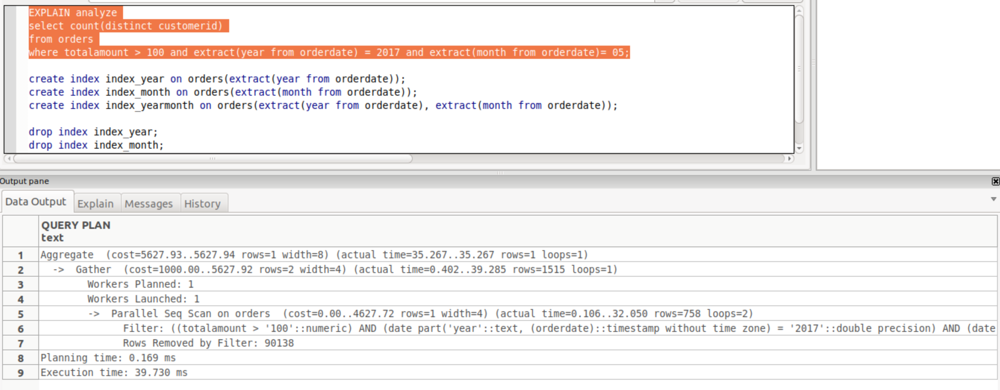 EXPLAIN analyze
select count(distinct customerid)
from orders
where totalamount > 100 and extract(year from orderdate) = 2017 and extract(month from orderdate)= 05;
create index index_year on orders(extract(year from orderdate));
create index index_month on orders(extract(month from orderdate));
create index index_yearmonth on orders(extract(year from orderdate), extract(month from orderdate));
drop index index_year;
drop index index_month;
Output pane
Data Output Explain Messages History
QUERY PLAN
text
1 Aggregate (cost=5627.93..5627.94 rows=1 width=8) (actual time=35.267..35.267 rows=1 loops=1)
2 -> Gather (cost=1000.00..5627.92 rows=2 width=4) (actual time=0.402..39.285 rows=1515 loops=1)
3 Workers Planned: 1
4 Workers Launched: 1
5 -> Parallel Seq Scan on orders (cost=0.00..4627.72 rows=1 width=4) (actual time=0.106..32.050 rows=758 loops=2)
6 Filter: ((totalamount > '100'::numeric) AND (date part('year'::text, (orderdate)::timestamp without time zone) = '2017'::double precision) AND (date
7 Rows Removed by Filter: 90138
8 Planning time: 0.169 ms
9 Execution time: 39.730 ms